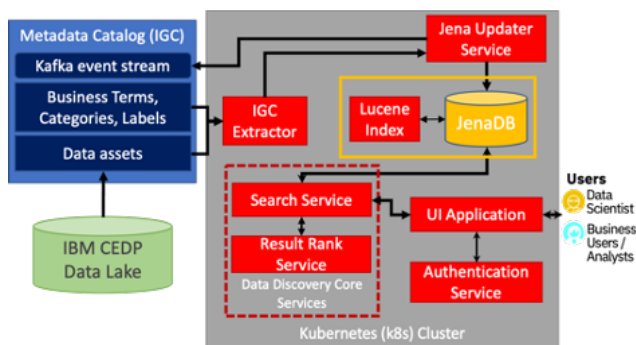 Metadata Catalog (IGC)
Kafka event stream
Business Terms,
Categories, Labels
Data assets
IBM CEDP
Data Lake
IGC
Extractor
Jena Updater
Service
Lucene
Index
JenaDB
Search Service
Result Rank
Service
Data Discovery Core
Services
UI Application
Authentication
Service
Kubernetes (k8s) Cluster
Users
Data
Scientist
Business
Users /
Analysts